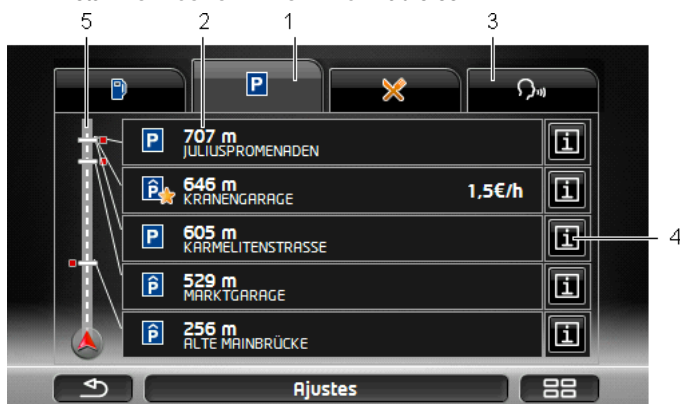 5 2 1 3
P
P 707 m
JULIUSPROMENADEN
i
P 646 m 1,5€/h
KRANENGARAGE
i
P 605 m
KARMELITENSTRASSE
i 4
P 529 m
MARKTGARAGE
i
P 256 m
ALTE MAINBRÜCKE
i
Ajustes